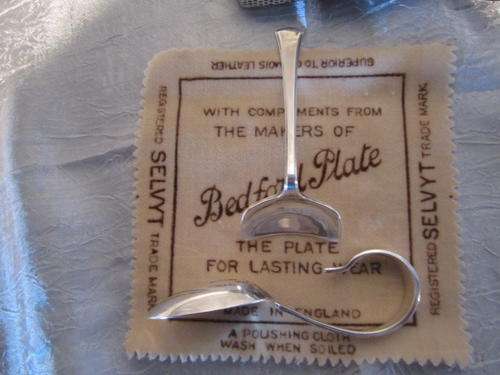 SUPERIOR TO CHAMOIS LEATHER
REGISTERED SELVYT TRADE MARK
WITH COMPLIMENTS FROM
THE MAKERS OF
Bedford Plate
THE PLATE
FOR LASTING WEAR
MADE IN ENGLAND
REGISTERED SELVYT TRADE MARK
A POLISHING CLOTH
WASH WHEN SOILED